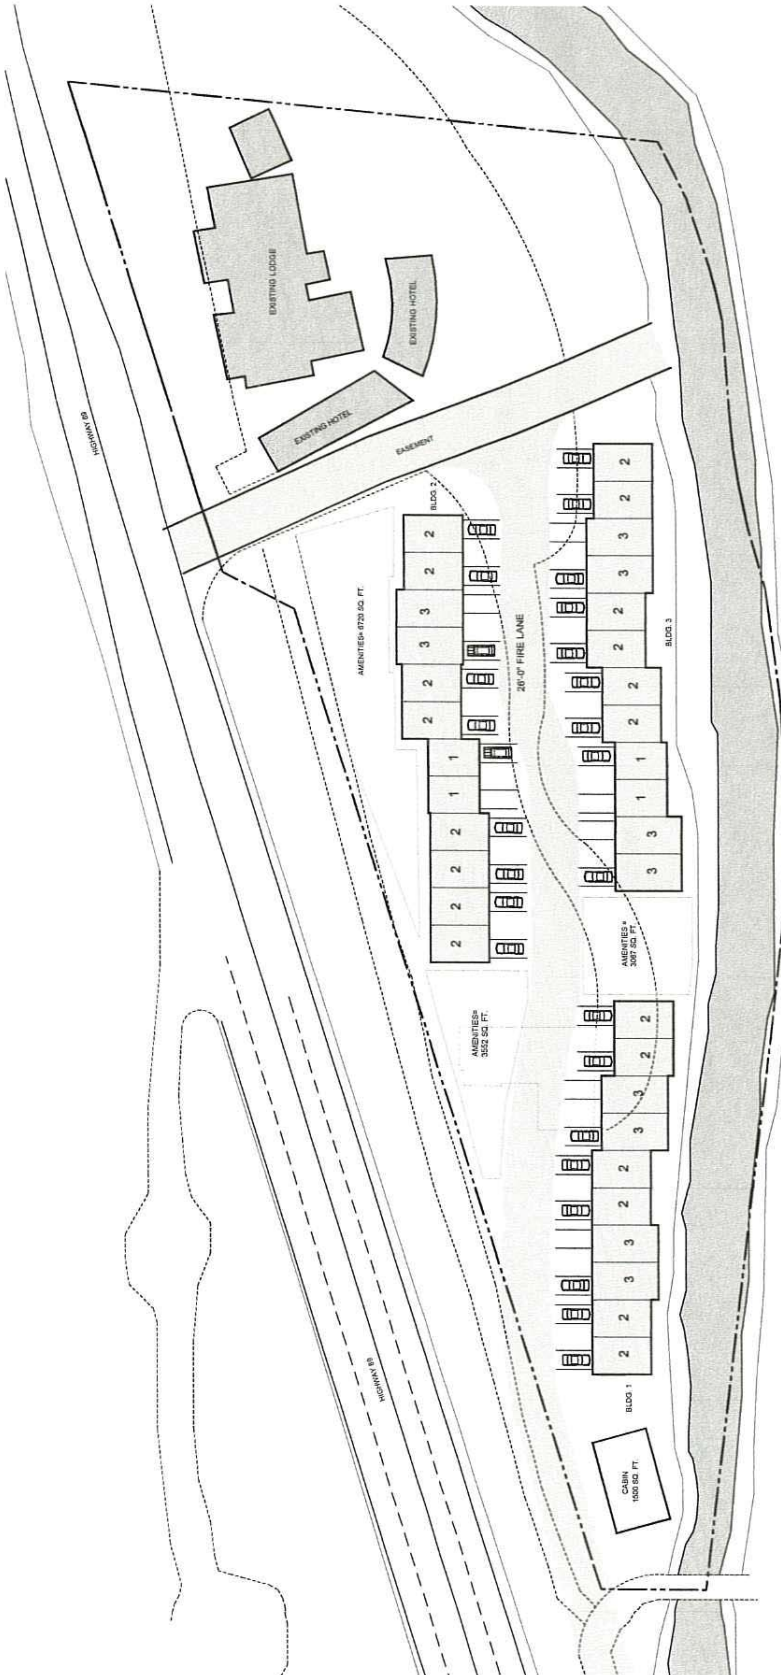 HIGHWAY 89
EXISTING LODGE
EXISTING HOTEL
EXISTING HOTEL
EASEMENT
BLDG. 2
2
2
3
3
2
2
1
1
2
2
2
2
AMENITIES= 6720 SQ. FT.
26'-0" FIRE LANE
2
2
3
3
2
2
2
2
1
1
3
3
BLDG. 3
AMENITIES=
3552 SQ. FT.
AMENITIES =
3087 SQ. FT.
2
2
3
3
2
2
3
3
2
2
BLDG. 1
HIGHWAY 89
CABIN
1500 SQ. FT.